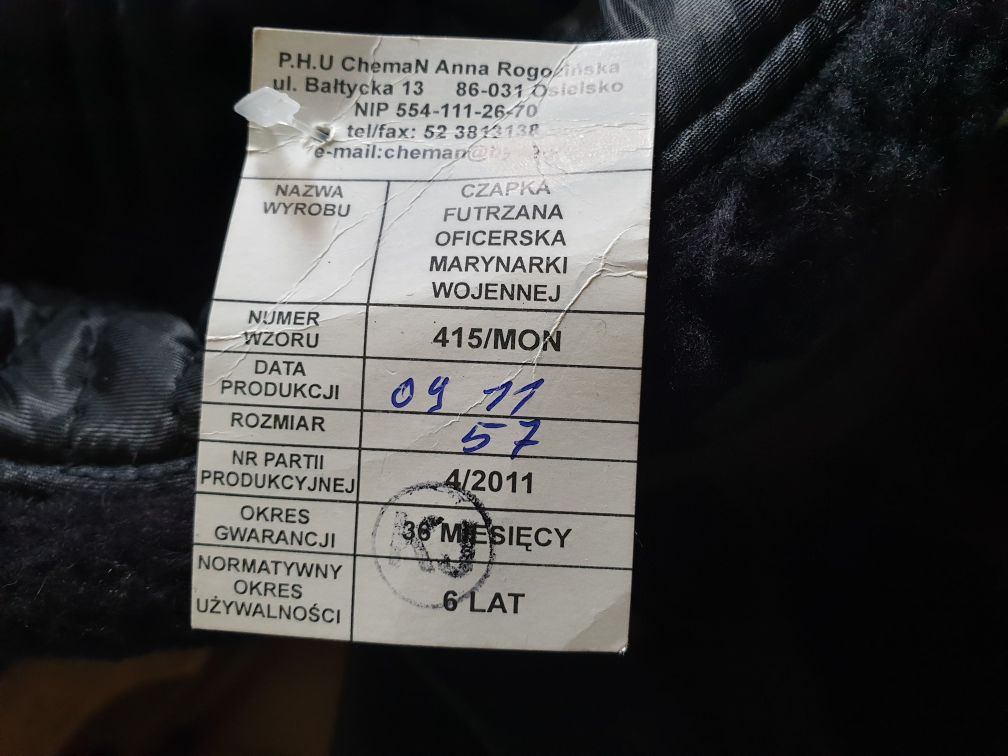 P.H.U ChemaN Anna Rogozińska
ul. Bałtycka 13 86-031 Osielsko
NIP 554-111-26-70
tel/fax: 52 3813138
e-mail:cheman@
NAZWA
WYROBU
CZAPKA
FUTRZANA
OFICERSKA
MARYNARKI
WOJENNEJ
NUMER
WZORU
415/MON
DATA
PRODUKCJI
09 11
ROZMIAR
57
NR PARTII
PRODUKCYJNEJ
4/2011
OKRES
GWARANCJI
36 MIESIĘCY
KJ
NORMATYWNY
OKRES
UŻYWALNOŚCI
6 LAT